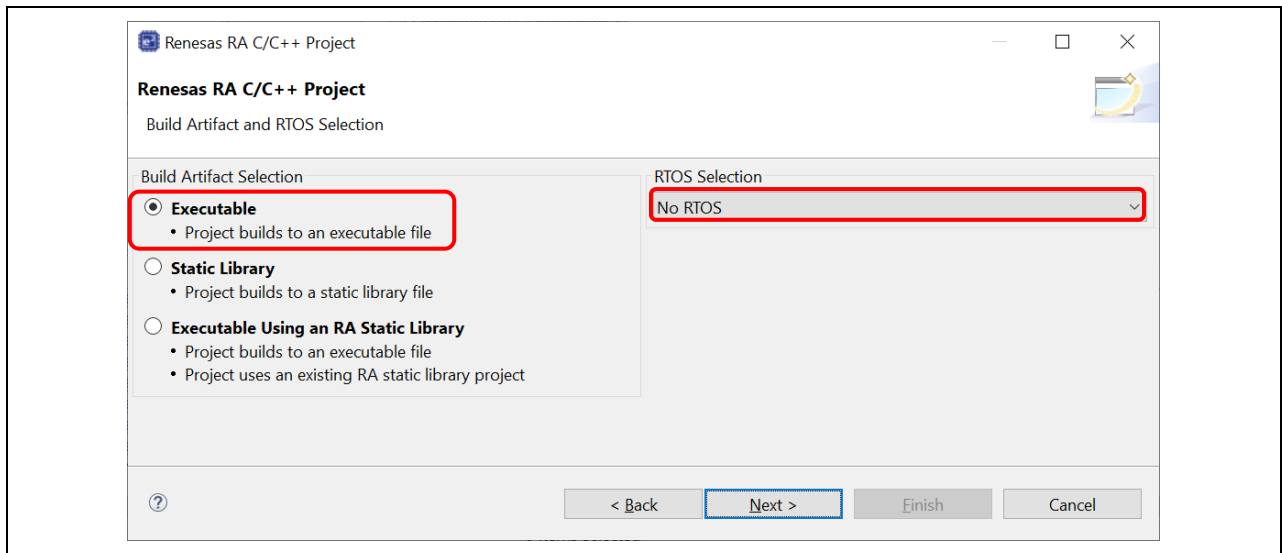 Renesas RA C/C++ Project
Renesas RA C/C++ Project
Build Artifact and RTOS Selection
Build Artifact Selection
Executable
• Project builds to an executable file
Static Library
• Project builds to a static library file
Executable Using an RA Static Library
• Project builds to an executable file
• Project uses an existing RA static library project
RTOS Selection
No RTOS
< Back
Next >
Finish
Cancel